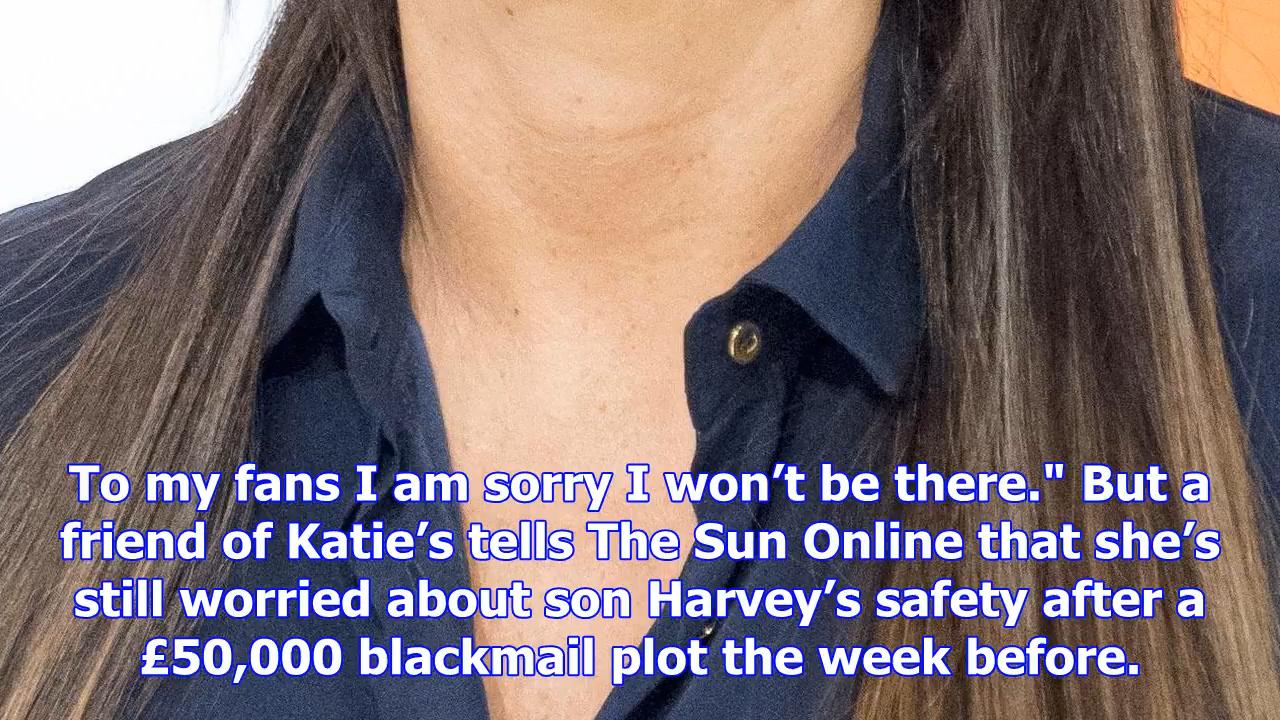 To my fans I am sorry I won’t be there." But a
friend of Katie’s tells The Sun Online that she’s
still worried about son Harvey’s safety after a
£50,000 blackmail plot the week before.